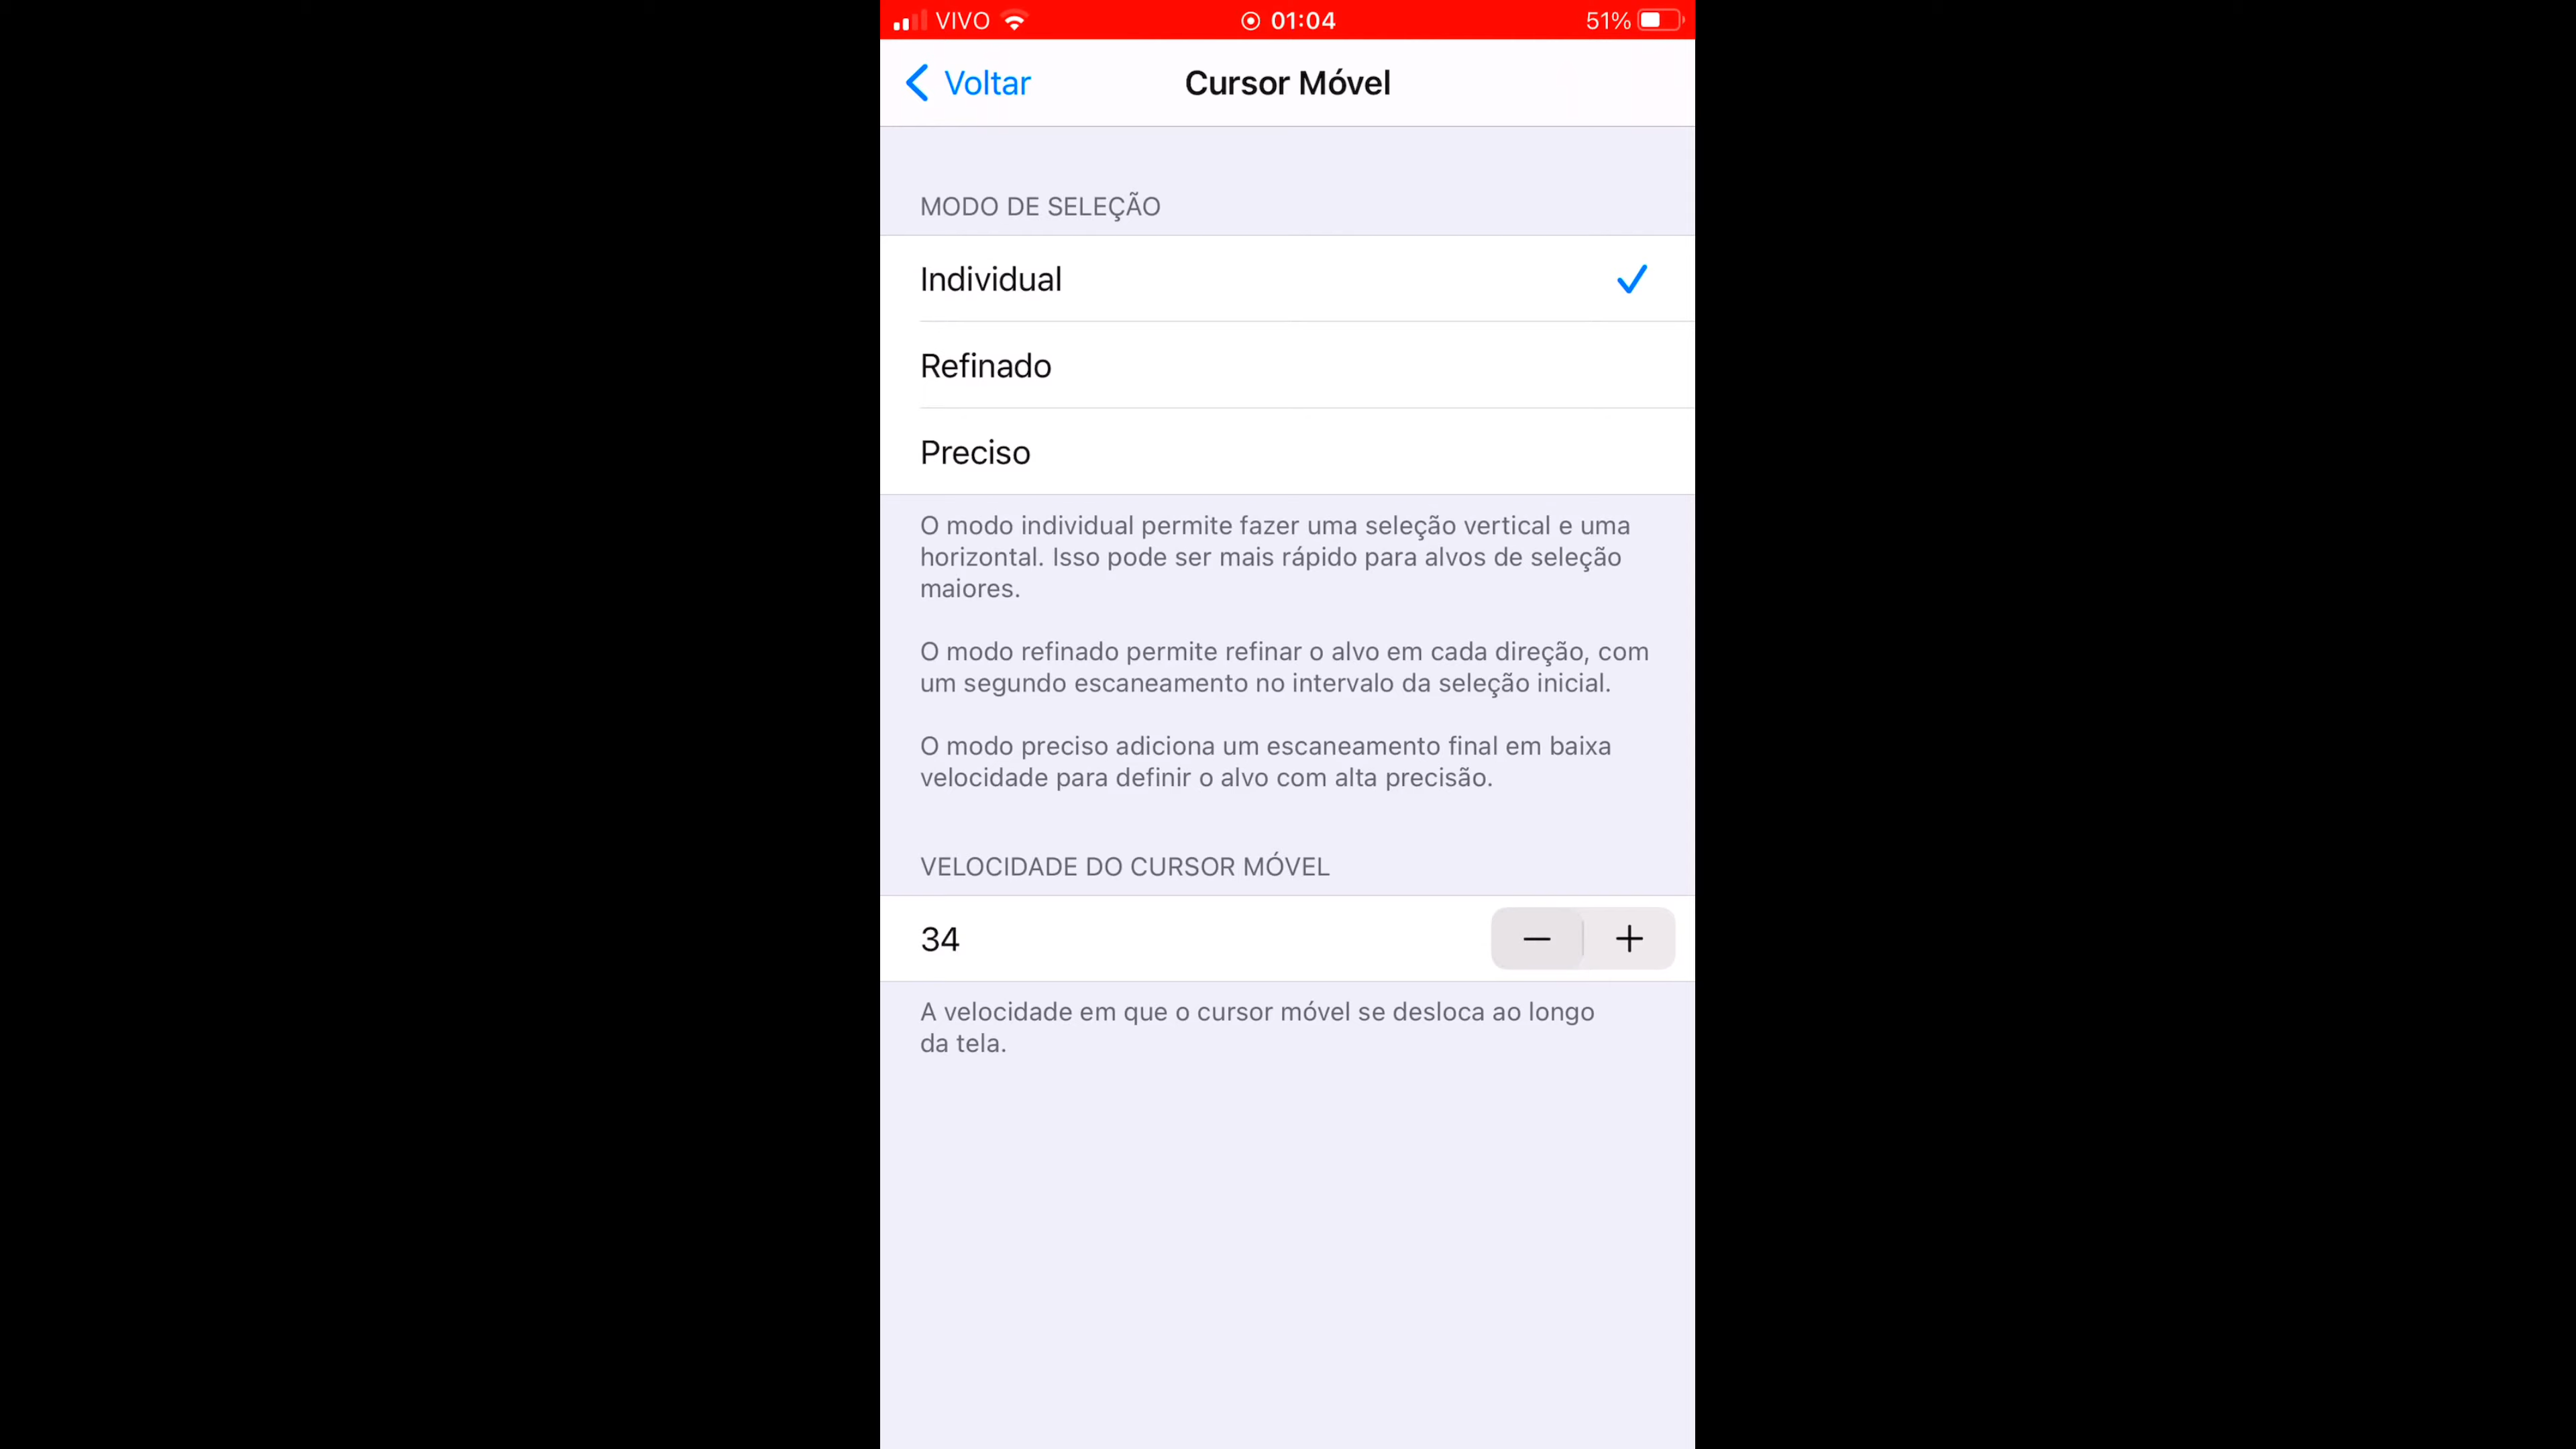 VIVO 01:04 51%
Voltar Cursor Móvel
MODO DE SELEÇÃO
Individual
Refinado
Preciso
O modo individual permite fazer uma seleção vertical e uma
horizontal. Isso pode ser mais rápido para alvos de seleção
maiores.
O modo refinado permite refinar o alvo em cada direção, com
um segundo escaneamento no intervalo da seleção inicial.
O modo preciso adiciona um escaneamento final em baixa
velocidade para definir o alvo com alta precisão.
VELOCIDADE DO CURSOR MÓVEL
34 − +
A velocidade em que o cursor móvel se desloca ao longo
da tela.